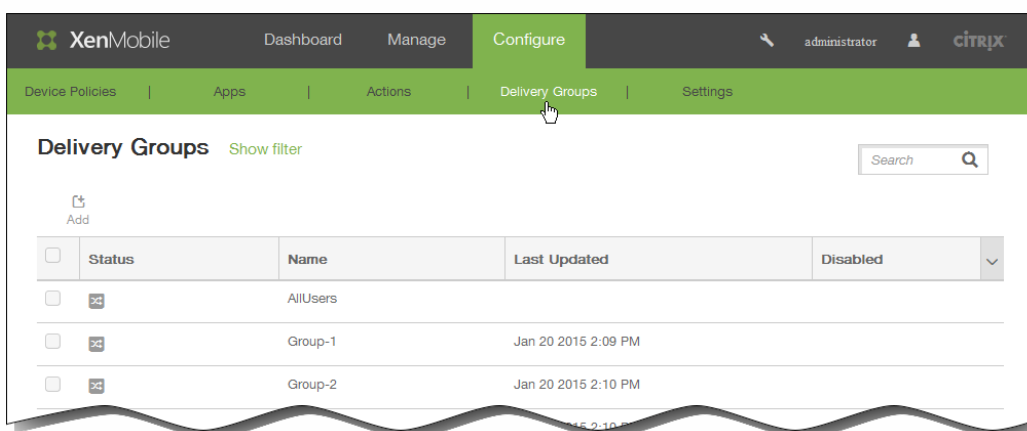 XenMobile Dashboard Manage Configure administrator CITRIX
Device Policies | Apps | Actions | Delivery Groups | Settings
Delivery Groups Show filter
Search
Add
Status Name Last Updated Disabled
AllUsers
Group-1 Jan 20 2015 2:09 PM
Group-2 Jan 20 2015 2:10 PM